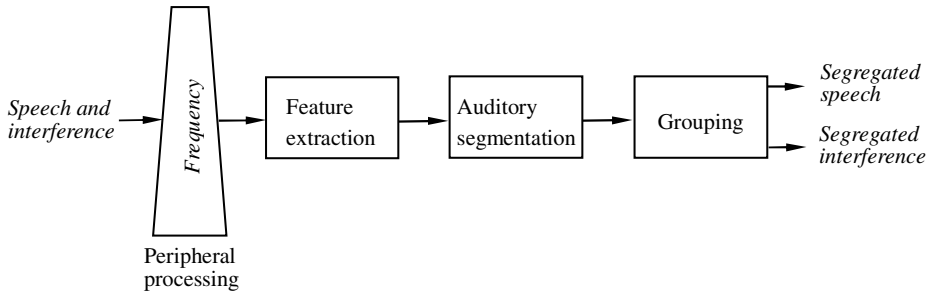 Speech and
interference
Frequency
Peripheral
processing
Feature
extraction
Auditory
segmentation
Grouping
Segregated
speech
Segregated
interference